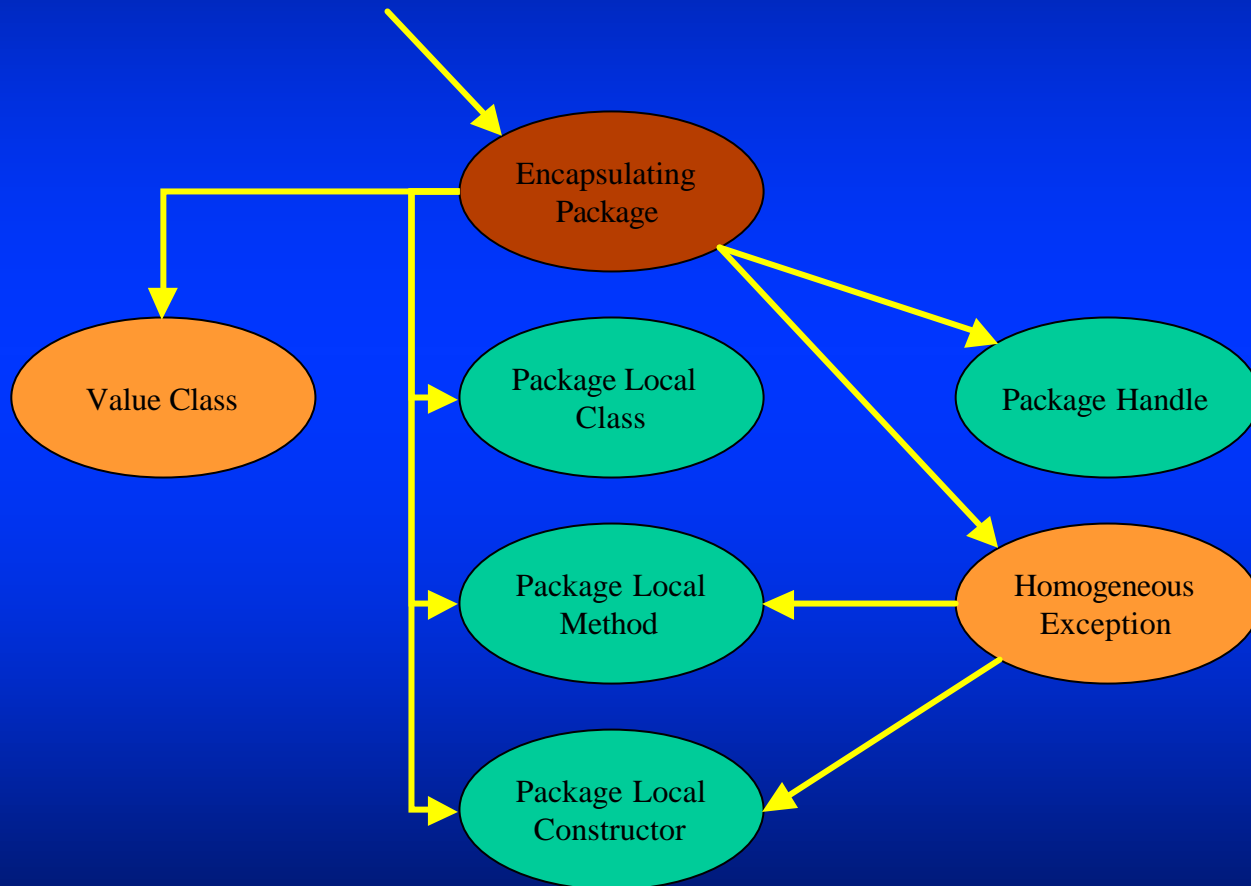 Encapsulating
Package
Value Class
Package Local
Class
Package Handle
Package Local
Method
Homogeneous
Exception
Package Local
Constructor